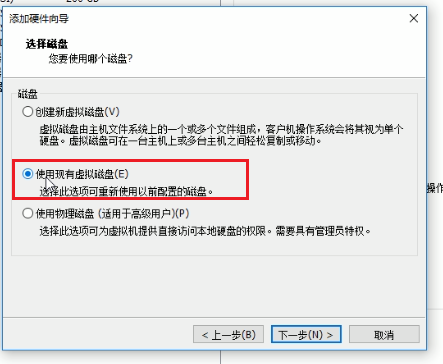 添加硬件向导
选择磁盘
您要使用哪个磁盘?
磁盘
创建新虚拟磁盘(V)
虚拟磁盘由主机文件系统上的一个或多个文件组成，客户机操作系统会将其视为单个
硬盘。虚拟磁盘可在一台主机上或多台主机之间轻松复制或移动。
使用现有虚拟磁盘(E)
选择此选项可重新使用以前配置的磁盘。
使用物理磁盘 (适用于高级用户)(P)
选择此选项可为虚拟机提供直接访问本地硬盘的权限。需要具有管理员特权。
操作
< 上一步(B)
下一步(N) >
取消